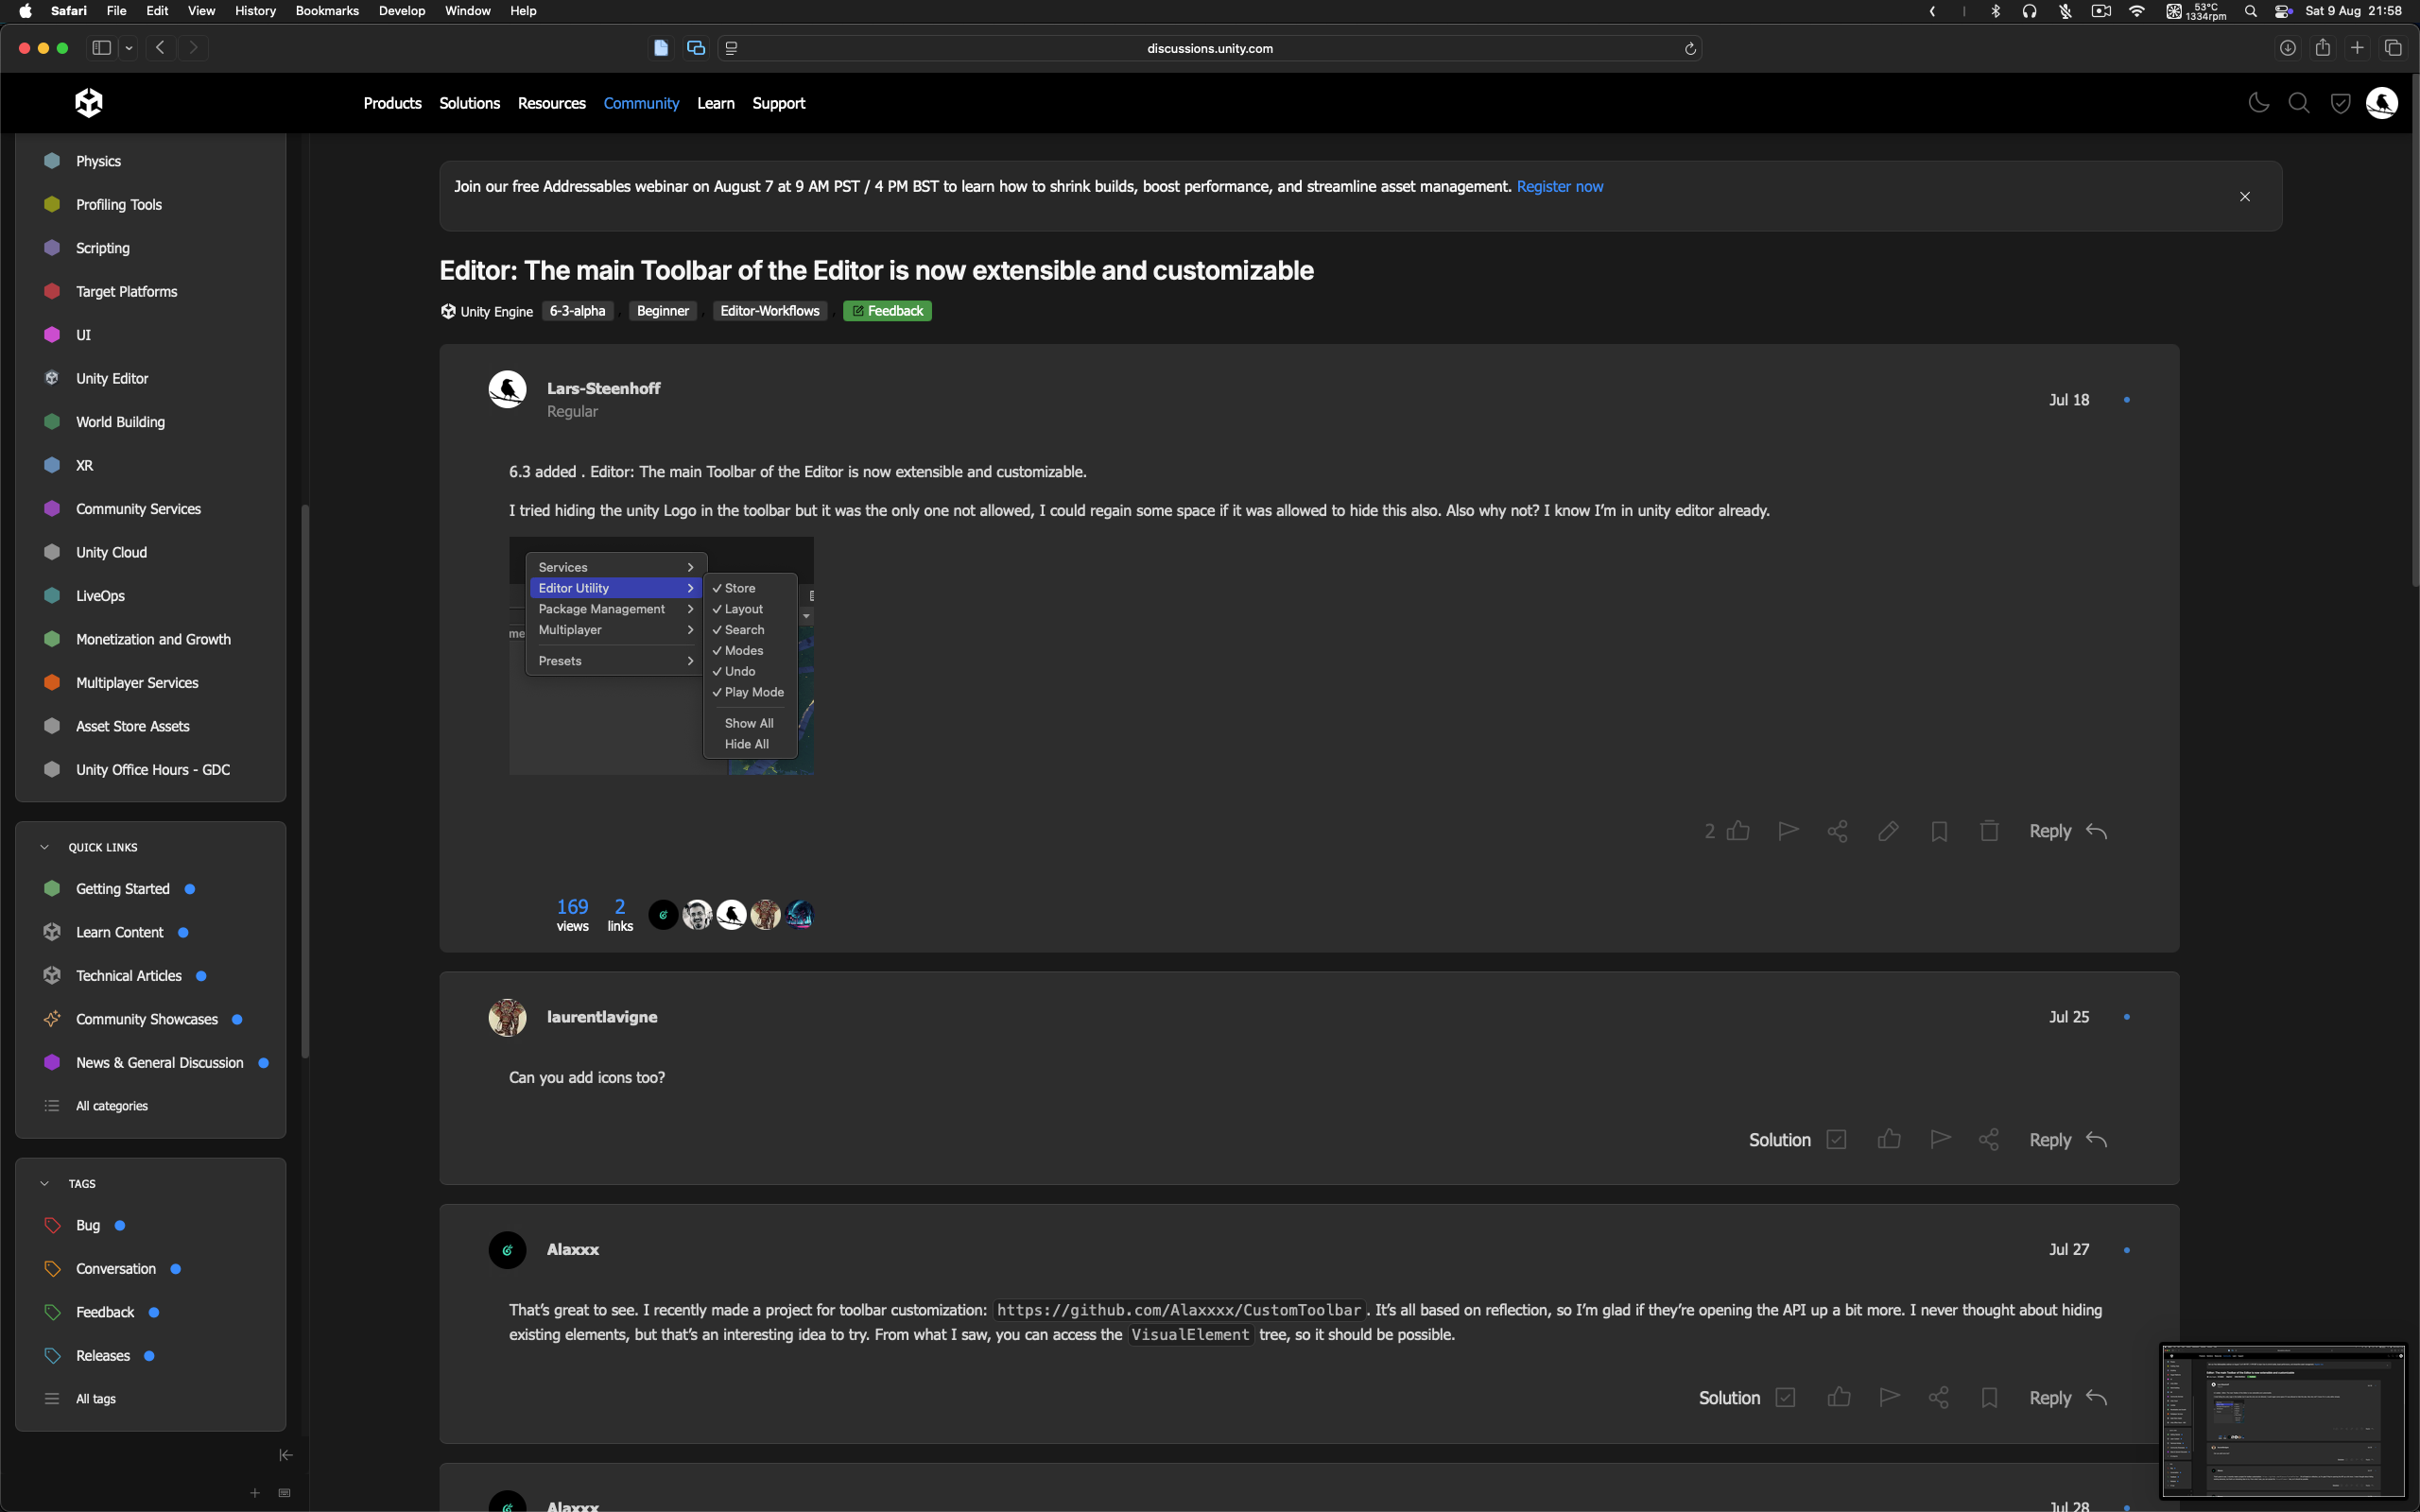 Safari File Edit View History Bookmarks Develop Window Help
53°C
1334rpm
Sat 9 Aug 21:58
discussions.unity.com
Products Solutions Resources Community Learn Support
Physics
Profiling Tools
Scripting
Target Platforms
UI
Unity Editor
World Building
XR
Community Services
Unity Cloud
LiveOps
Monetization and Growth
Multiplayer Services
Asset Store Assets
Unity Office Hours - GDC
QUICK LINKS
Getting Started
Learn Content
Technical Articles
Community Showcases
News & General Discussion
All categories
TAGS
Bug
Conversation
Feedback
Releases
All tags
Join our free Addressables webinar on August 7 at 9 AM PST / 4 PM BST to learn how to shrink builds, boost performance, and streamline asset management. Register now
Editor: The main Toolbar of the Editor is now extensible and customizable
Unity Engine 6-3-alpha , Beginner , Editor-Workflows , Feedback
Lars-Steenhoff
Regular
Jul 18
6.3 added . Editor: The main Toolbar of the Editor is now extensible and customizable.
I tried hiding the unity Logo in the toolbar but it was the only one not allowed, I could regain some space if it was allowed to hide this also. Also why not? I know I'm in unity editor already.
Services
Editor Utility
Package Management
Multiplayer
Presets
me
✓ Store
✓ Layout
✓ Search
✓ Modes
✓ Undo
✓ Play Mode
Show All
Hide All
2 Reply
169 2
views links
laurentlavigne
Jul 25
Can you add icons too?
Solution Reply
Alaxxx
Jul 27
That's great to see. I recently made a project for toolbar customization: https://github.com/Alaxxxx/CustomToolbar. It's all based on reflection, so I'm glad if they're opening the API up a bit more. I never thought about hiding
existing elements, but that's an interesting idea to try. From what I saw, you can access the VisualElement tree, so it should be possible.
Solution Reply
Alaxxx
Jul 28